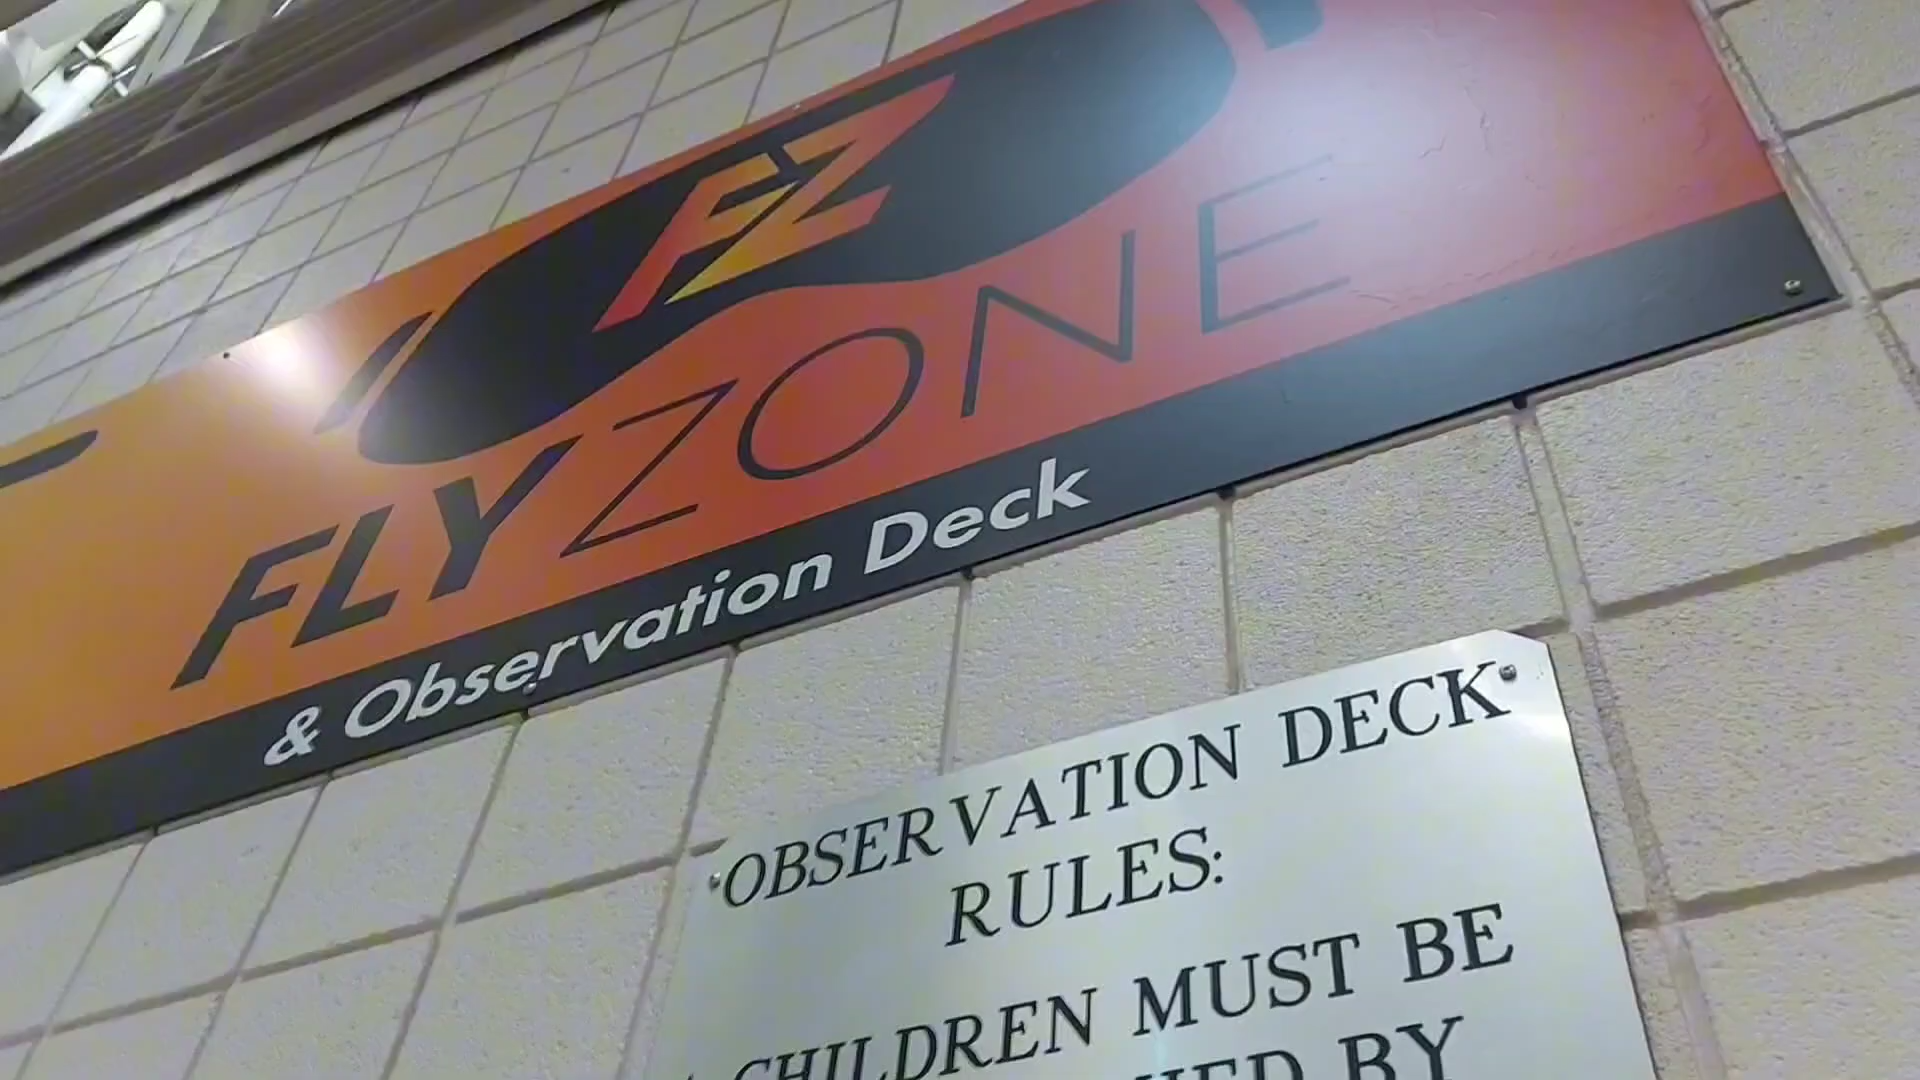 FZ
FLYZONE
& Observation Deck
OBSERVATION DECK
RULES:
CHILDREN MUST BE
BY